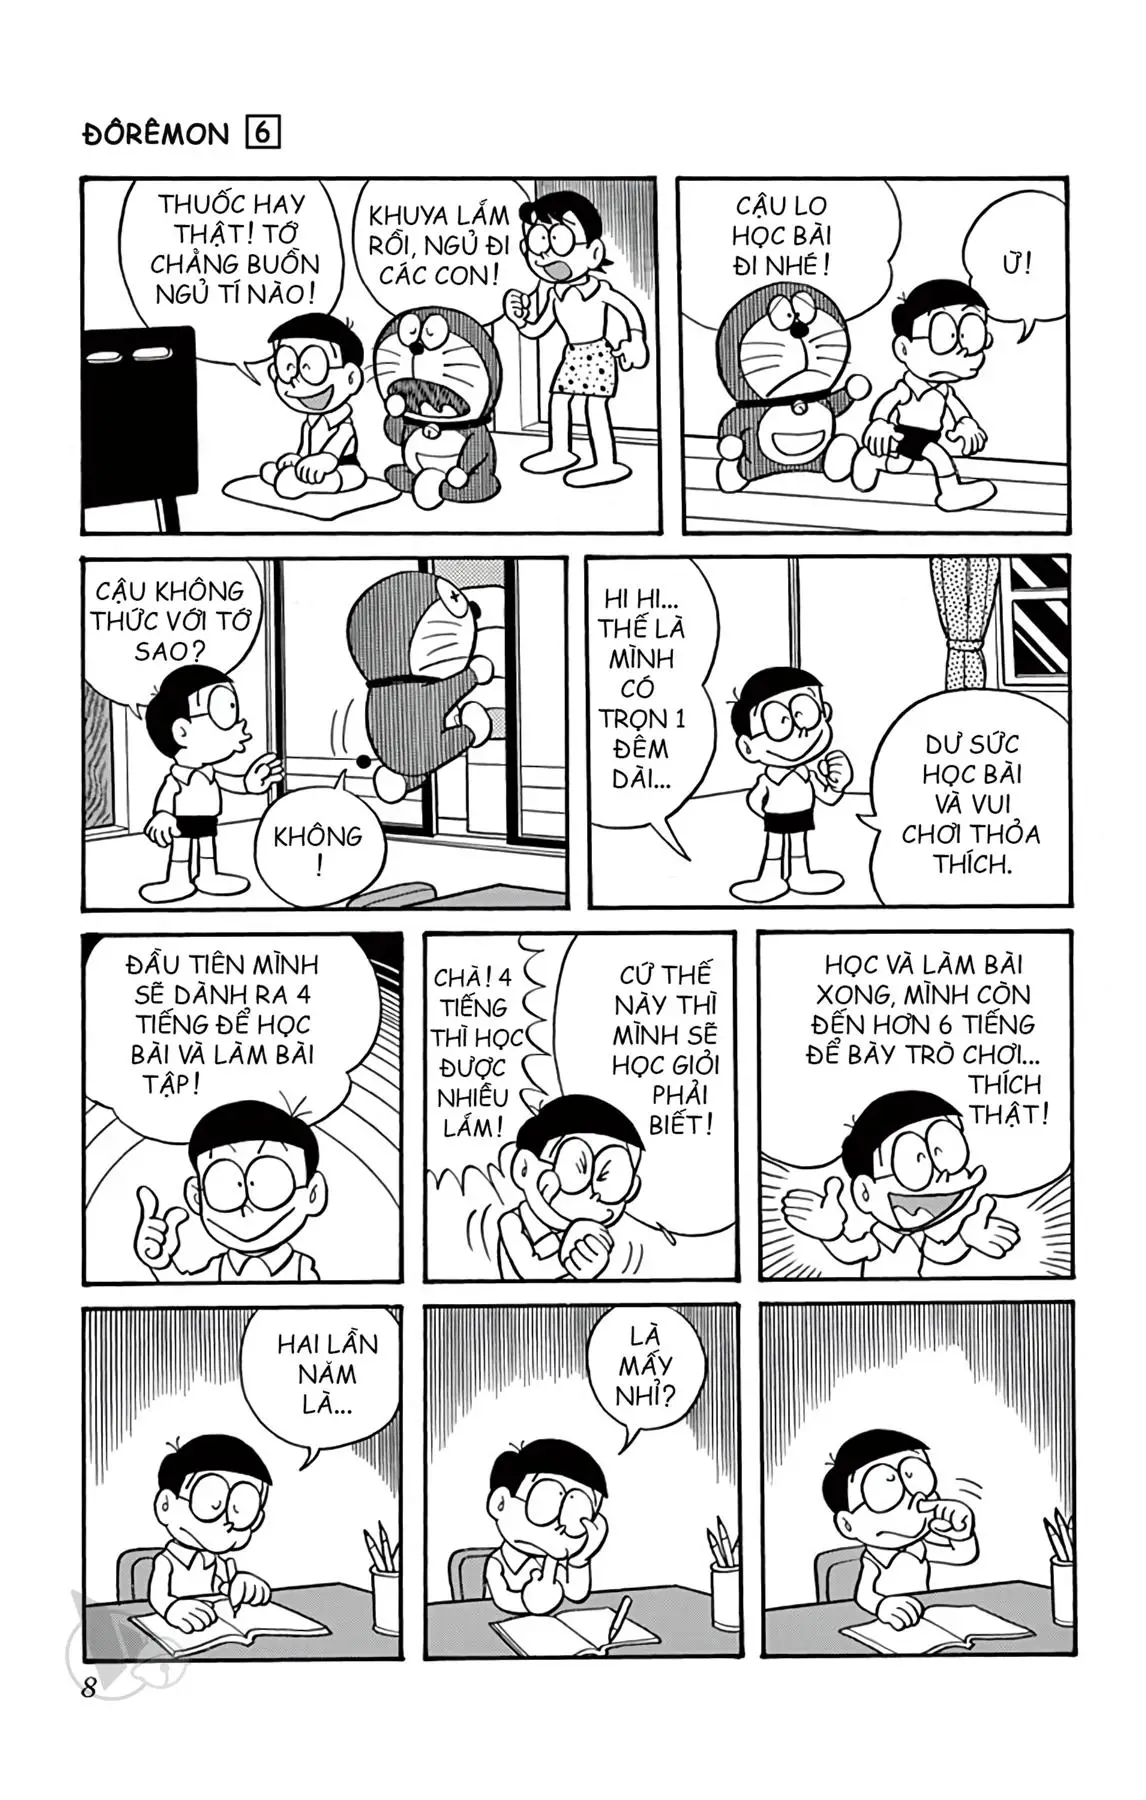 ĐÔRÊMON 6
THUỐC HAY
THẬT! TỚ
CHẲNG BUỒN
NGỦ TÍ NÀO!
KHUYA LẮM
RỒI, NGỦ ĐI
CÁC CON!
CẬU LO
HỌC BÀI
ĐI NHÉ!
Ừ!
CẬU KHÔNG
THỨC VỚI TỚ
SAO?
KHÔNG
!
HI HI...
THẾ LÀ
MÌNH
CÓ
TRỌN 1
ĐÊM
DÀI...
DƯ SỨC
HỌC BÀI
VÀ VUI
CHƠI THỎA
THÍCH.
ĐẦU TIÊN MÌNH
SẼ DÀNH RA 4
TIẾNG ĐỂ HỌC
BÀI VÀ LÀM BÀI
TẬP!
CHÀ! 4
TIẾNG
THÌ HỌC
ĐƯỢC
NHIỀU
LẮM!
CỨ THẾ
NÀY THÌ
MÌNH SẼ
HỌC GIỎI
PHẢI
BIẾT!
HỌC VÀ LÀM BÀI
XONG, MÌNH CÒN
ĐẾN HƠN 6 TIẾNG
ĐỂ BÀY TRÒ CHƠI...
THÍCH
THẬT!
HAI LẦN
NĂM
LÀ...
LÀ
MẤY
NHỈ?
8